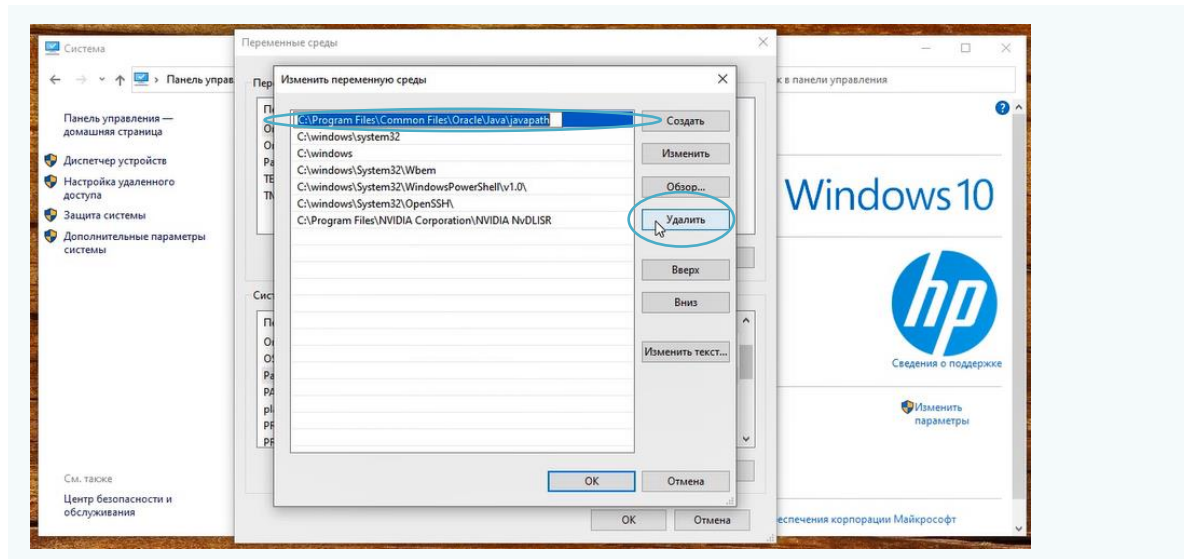 Система
Панель управ
Панель управления —
домашняя страница
Диспетчер устройств
Настройка удаленного
доступа
Защита системы
Дополнительные параметры
системы
См. также
Центр безопасности и
обслуживания
Переменные среды
Изменить переменную среды
C:\Program Files\Common Files\Oracle\Java\javapath
C:\windows\system32
C:\windows
C:\windows\System32\Wbem
C:\windows\System32\WindowsPowerShell\v1.0\
C:\windows\System32\OpenSSH\
C:\Program Files\NVIDIA Corporation\NVIDIA NvDLISR
Создать
Изменить
Обзор...
Удалить
Вверх
Вниз
Изменить текст...
OK
Отмена
OK
Отмена
к в панели управления
Windows 10
hp
Сведения о поддержке
Изменить
параметры
еспечения корпорации Майкрософт